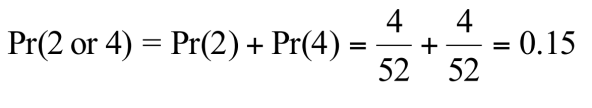 Pr(2 or 4) = Pr(2) + Pr(4) = 4/52 + 4/52 = 0.15